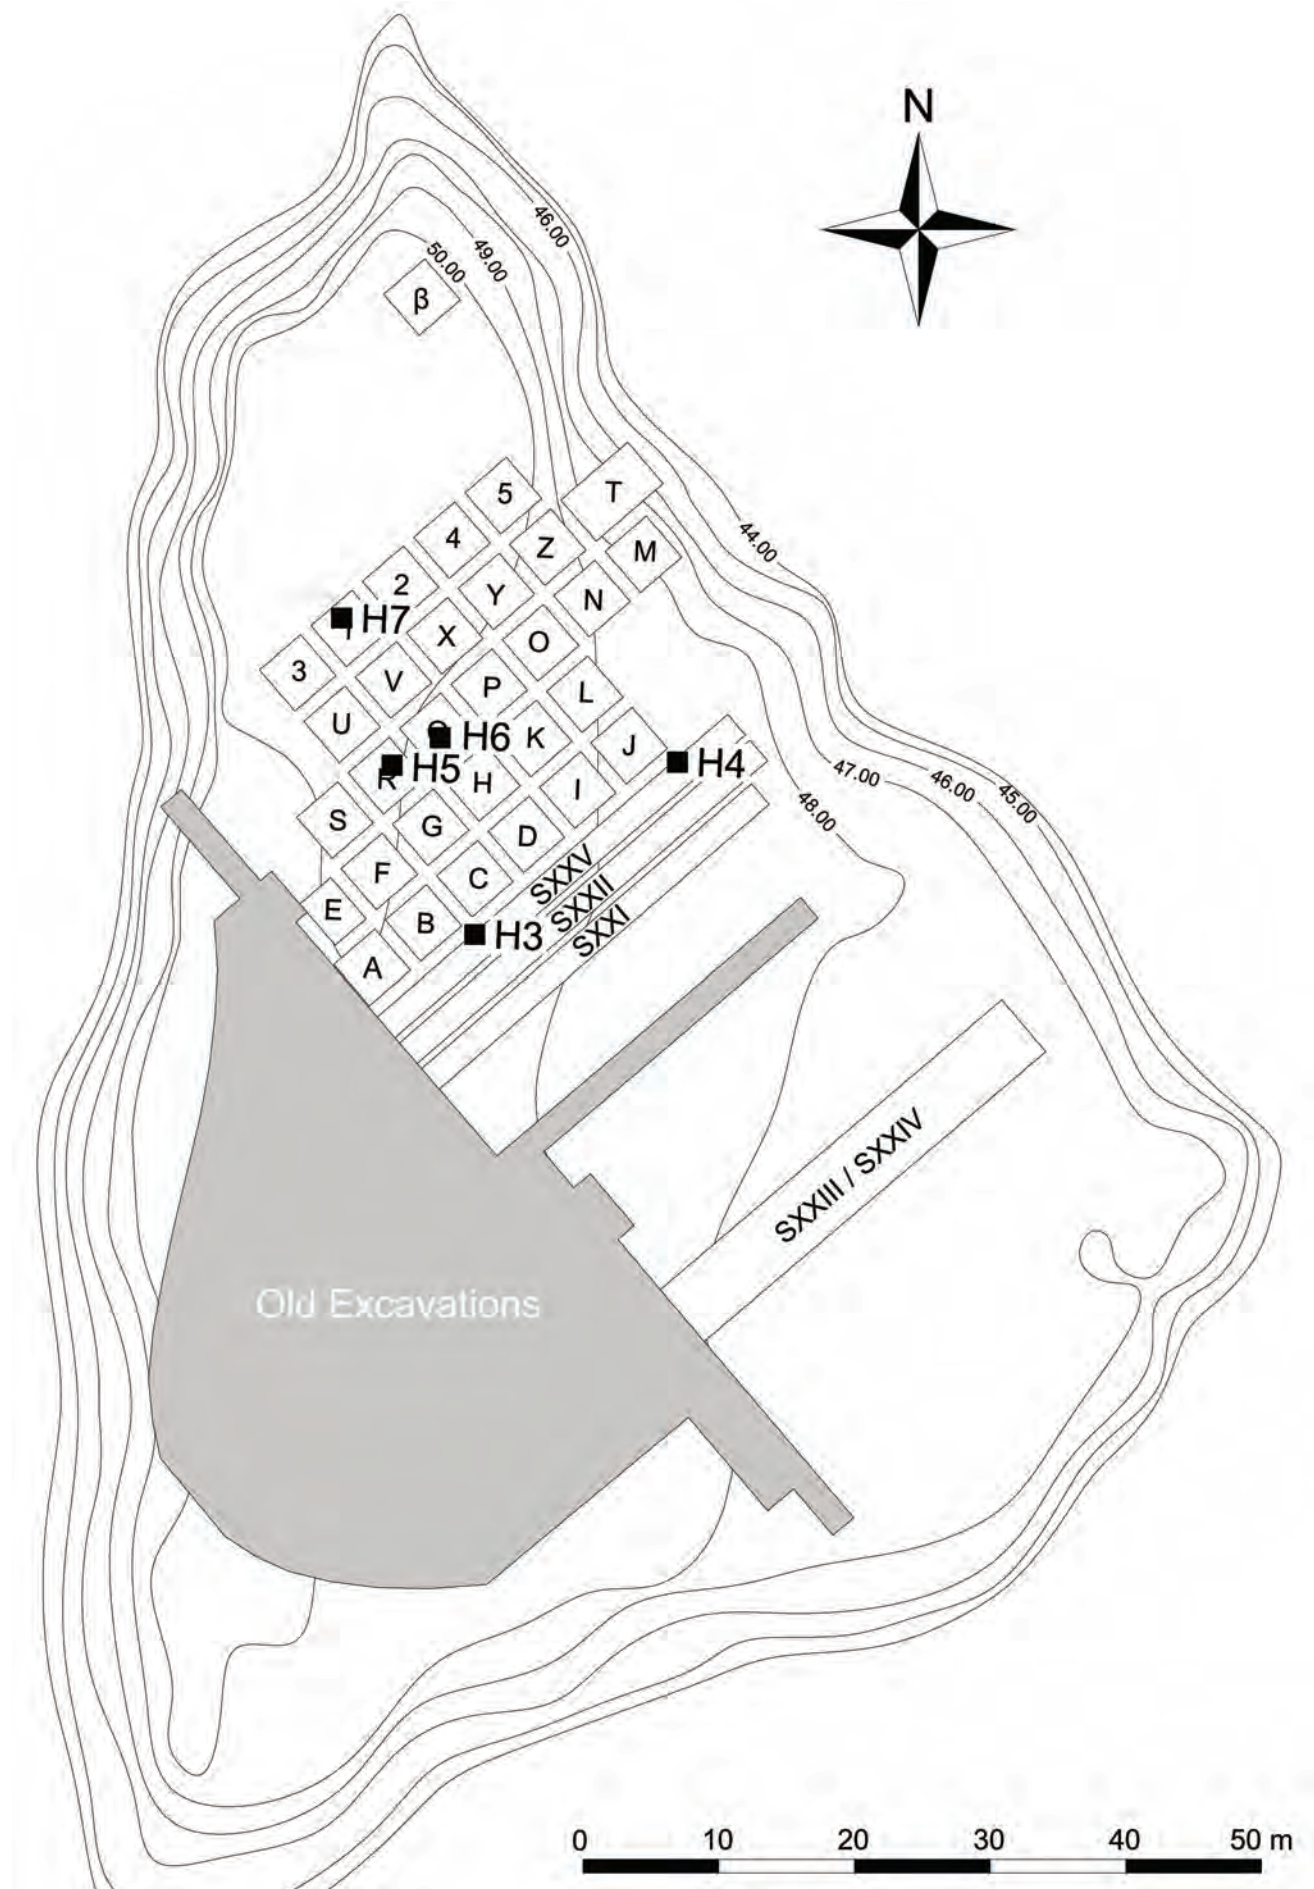 N
46.00
49.00
50.00
β
5
T
44.00
4
Z
M
2
Y
N
H7
X
O
3
V
P
L
U
H6
K
J
H4
H5
R
H
I
47.00
46.00
45.00
48.00
S
G
D
F
C
SXXV
SXXII
SXXI
E
B
H3
A
SXXIII / SXXIV
Old Excavations
0 10 20 30 40 50 m